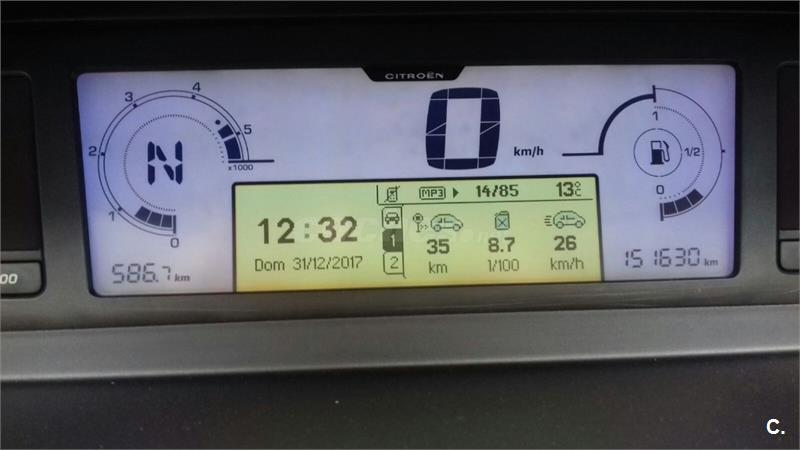 CITROËN
4
3
5
2
x1000
1
0
N
0
km/h
1
1/2
0
MP3 14/85 13°C
12:32
1
2
35
8.7
26
km
1/100
km/h
Dom 31/12/2017
586.7 km
151630 km
00
C.